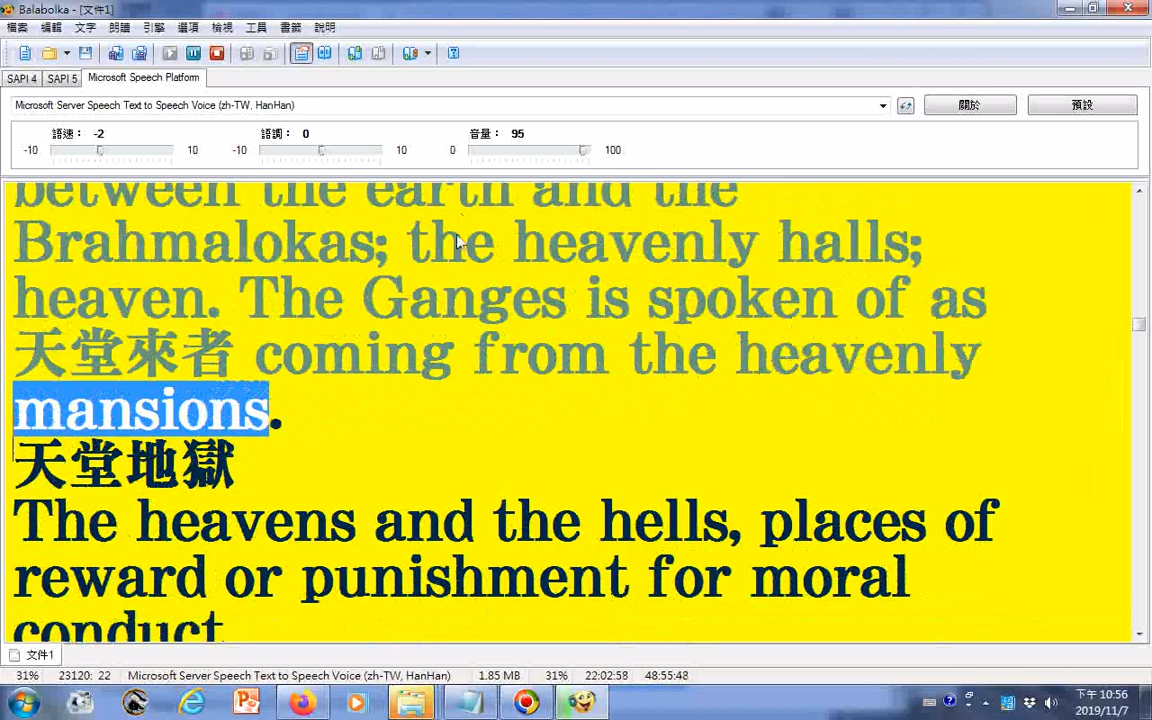 Balabolka - [文件1]
檔案 編輯 文字 朗讀 引擎 選項 檢視 工具 書籤 說明
SAPI 4 SAPI 5 Microsoft Speech Platform
Microsoft Server Speech Text to Speech Voice (zh-TW, HanHan) 關於 預設
語速： -2 語調： 0 音量： 95
-10 10 -10 10 0 100
between the earth and the
Brahmalokas; the heavenly halls;
heaven. The Ganges is spoken of as
天堂來者 coming from the heavenly
mansions.
天堂地獄
The heavens and the hells, places of
reward or punishment for moral
conduct
文件1
31% 23120: 22 Microsoft Server Speech Text to Speech Voice (zh-TW, HanHan) 1.85 MB 31% 22:02:58 48:55:48
下午 10:56
2019/11/7